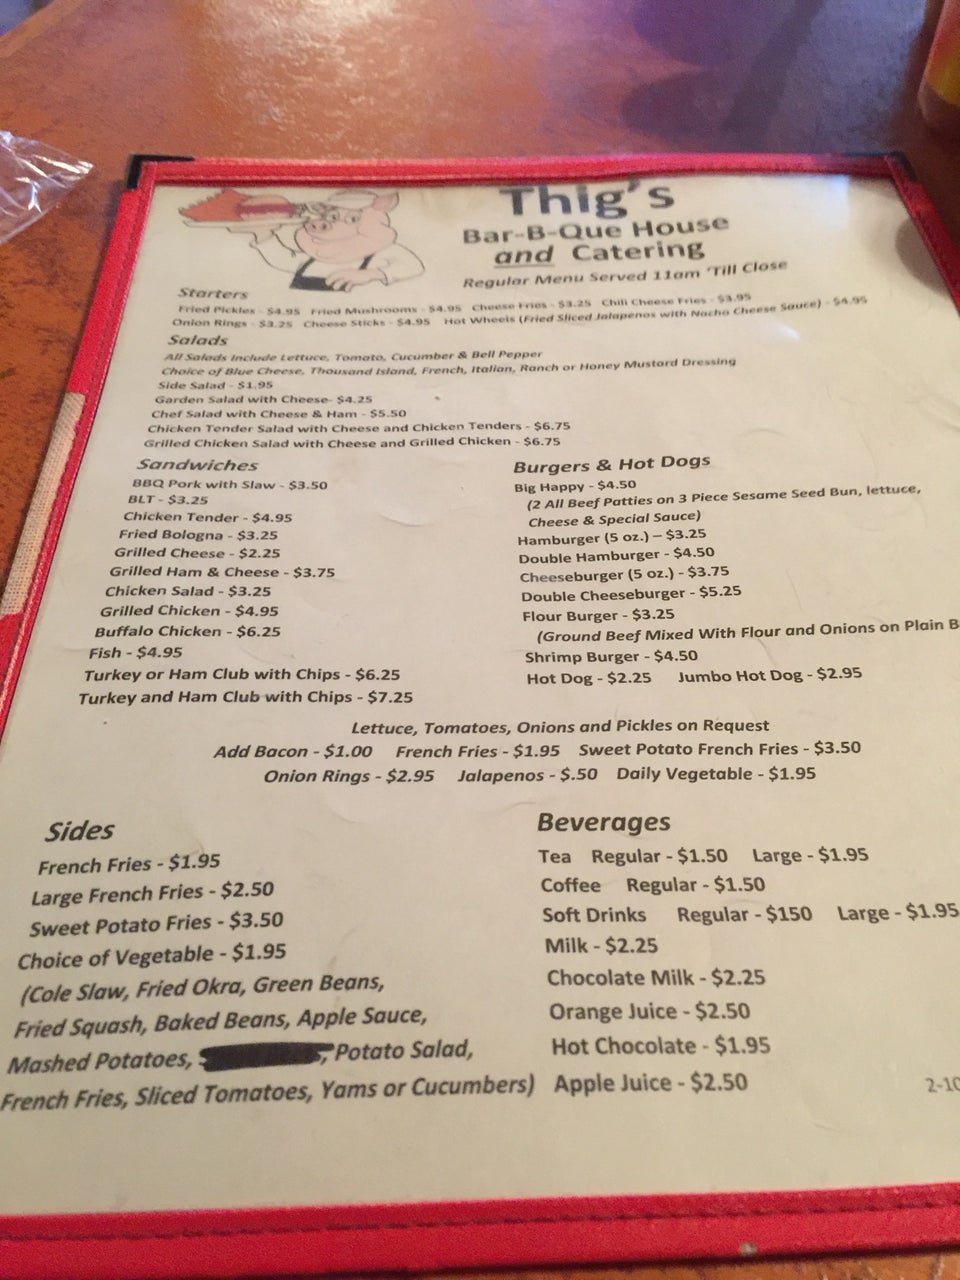 Thig's
Bar-B-Que House
and Catering
Regular Menu Served 11am 'Till Close
Starters
Fried Pickles - $4.95 Fried Mushrooms - $4.95 Cheese Fries - $3.25 Chili Cheese Fries - $3.95
Onion Rings - $3.25 Cheese Sticks - $4.95 Hot Wheels (Fried Sliced Jalapenos with Nacho Cheese Sauce) - $4.95
Salads
All Salads Include Lettuce, Tomato, Cucumber & Bell Pepper
Choice of Blue Cheese, Thousand Island, French, Italian, Ranch or Honey Mustard Dressing
Side Salad - $1.95
Garden Salad with Cheese- $4.25
Chef Salad with Cheese & Ham - $5.50
Chicken Tender Salad with Cheese and Chicken Tenders - $6.75
Grilled Chicken Salad with Cheese and Grilled Chicken - $6.75
Sandwiches
BBQ Pork with Slaw - $3.50
BLT - $3.25
Chicken Tender - $4.95
Fried Bologna - $3.25
Grilled Cheese - $2.25
Grilled Ham & Cheese - $3.75
Chicken Salad - $3.25
Grilled Chicken - $4.95
Buffalo Chicken - $6.25
Fish - $4.95
Turkey or Ham Club with Chips - $6.25
Turkey and Ham Club with Chips - $7.25
Burgers & Hot Dogs
Big Happy - $4.50
(2 All Beef Patties on 3 Piece Sesame Seed Bun, lettuce,
Cheese & Special Sauce)
Hamburger (5 oz.) – $3.25
Double Hamburger - $4.50
Cheeseburger (5 oz.) - $3.75
Double Cheeseburger - $5.25
Flour Burger - $3.25
(Ground Beef Mixed With Flour and Onions on Plain B
Shrimp Burger - $4.50
Hot Dog - $2.25 Jumbo Hot Dog - $2.95
Lettuce, Tomatoes, Onions and Pickles on Request
Add Bacon - $1.00 French Fries - $1.95 Sweet Potato French Fries - $3.50
Onion Rings - $2.95 Jalapenos - $.50 Daily Vegetable - $1.95
Sides
French Fries - $1.95
Large French Fries - $2.50
Sweet Potato Fries - $3.50
Choice of Vegetable - $1.95
(Cole Slaw, Fried Okra, Green Beans,
Fried Squash, Baked Beans, Apple Sauce,
Mashed Potatoes, , Potato Salad,
French Fries, Sliced Tomatoes, Yams or Cucumbers)
Beverages
Tea Regular - $1.50 Large - $1.95
Coffee Regular - $1.50
Soft Drinks Regular - $150 Large - $1.95
Milk - $2.25
Chocolate Milk - $2.25
Orange Juice - $2.50
Hot Chocolate - $1.95
Apple Juice - $2.50
2-10